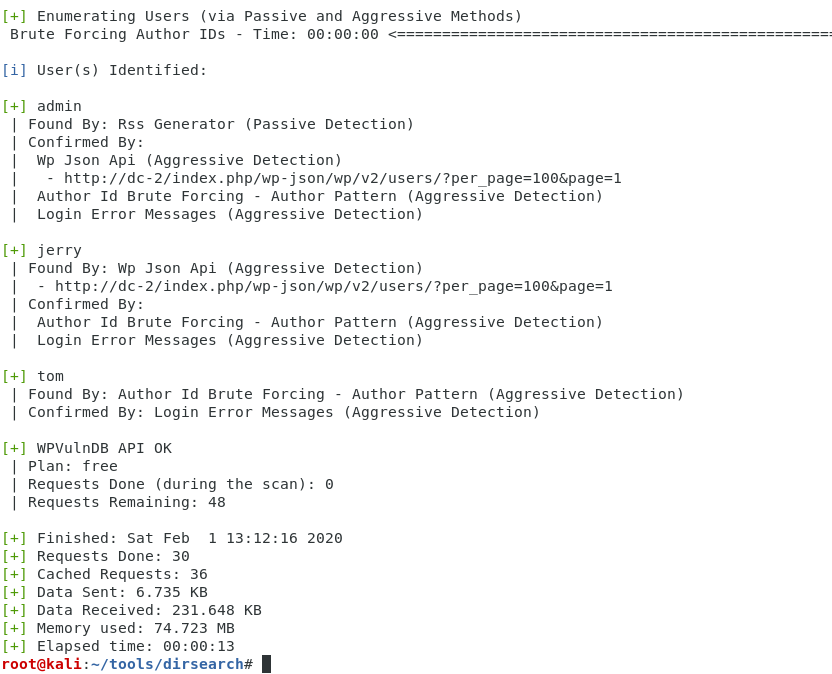 [+] Enumerating Users (via Passive and Aggressive Methods)
 Brute Forcing Author IDs - Time: 00:00:00 <=================================================
[i] User(s) Identified:
[+] admin
 | Found By: Rss Generator (Passive Detection)
 | Confirmed By:
 |  Wp Json Api (Aggressive Detection)
 |   - http://dc-2/index.php/wp-json/wp/v2/users/?per_page=100&page=1
 |  Author Id Brute Forcing - Author Pattern (Aggressive Detection)
 |  Login Error Messages (Aggressive Detection)
[+] jerry
 | Found By: Wp Json Api (Aggressive Detection)
 |  - http://dc-2/index.php/wp-json/wp/v2/users/?per_page=100&page=1
 | Confirmed By:
 |  Author Id Brute Forcing - Author Pattern (Aggressive Detection)
 |  Login Error Messages (Aggressive Detection)
[+] tom
 | Found By: Author Id Brute Forcing - Author Pattern (Aggressive Detection)
 | Confirmed By: Login Error Messages (Aggressive Detection)
[+] WPVulnDB API OK
 | Plan: free
 | Requests Done (during the scan): 0
 | Requests Remaining: 48
[+] Finished: Sat Feb  1 13:12:16 2020
[+] Requests Done: 30
[+] Cached Requests: 36
[+] Data Sent: 6.735 KB
[+] Data Received: 231.648 KB
[+] Memory used: 74.723 MB
[+] Elapsed time: 00:00:13
root@kali:~/tools/dirsearch#